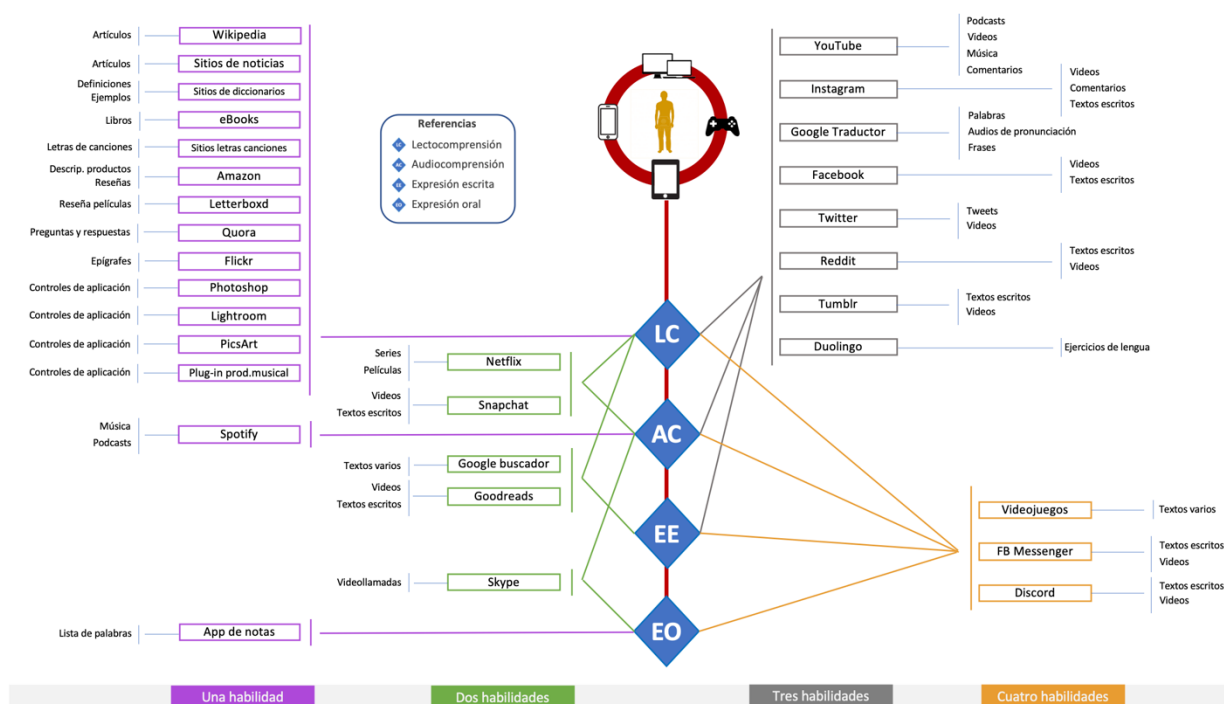 Artículos
Wikipedia
Artículos
Sitios de noticias
Definiciones
Ejemplos
Sitios de diccionarios
Libros
eBooks
Letras de canciones
Sitios letras canciones
Descrip. productos
Reseñas
Amazon
Reseña películas
Letterboxd
Preguntas y respuestas
Quora
Epígrafes
Flickr
Controles de aplicación
Photoshop
Controles de aplicación
Lightroom
Controles de aplicación
PicsArt
Controles de aplicación
Plug-in prod.musical
Música
Podcasts
Spotify
Lista de palabras
App de notas
Series
Películas
Netflix
Videos
Textos escritos
Snapchat
Textos varios
Google buscador
Videos
Textos escritos
Goodreads
Videollamadas
Skype
Referencias
LC Lectocomprensión
AC Audiocomprensión
EE Expresión escrita
EO Expresión oral
LC
AC
EE
EO
YouTube
Podcasts
Videos
Música
Comentarios
Instagram
Videos
Comentarios
Textos escritos
Google Traductor
Palabras
Audios de pronunciación
Frases
Facebook
Videos
Textos escritos
Twitter
Tweets
Videos
Reddit
Textos escritos
Videos
Tumblr
Textos escritos
Videos
Duolingo
Ejercicios de lengua
Videojuegos
Textos varios
FB Messenger
Textos escritos
Videos
Discord
Textos escritos
Videos
Una habilidad
Dos habilidades
Tres habilidades
Cuatro habilidades